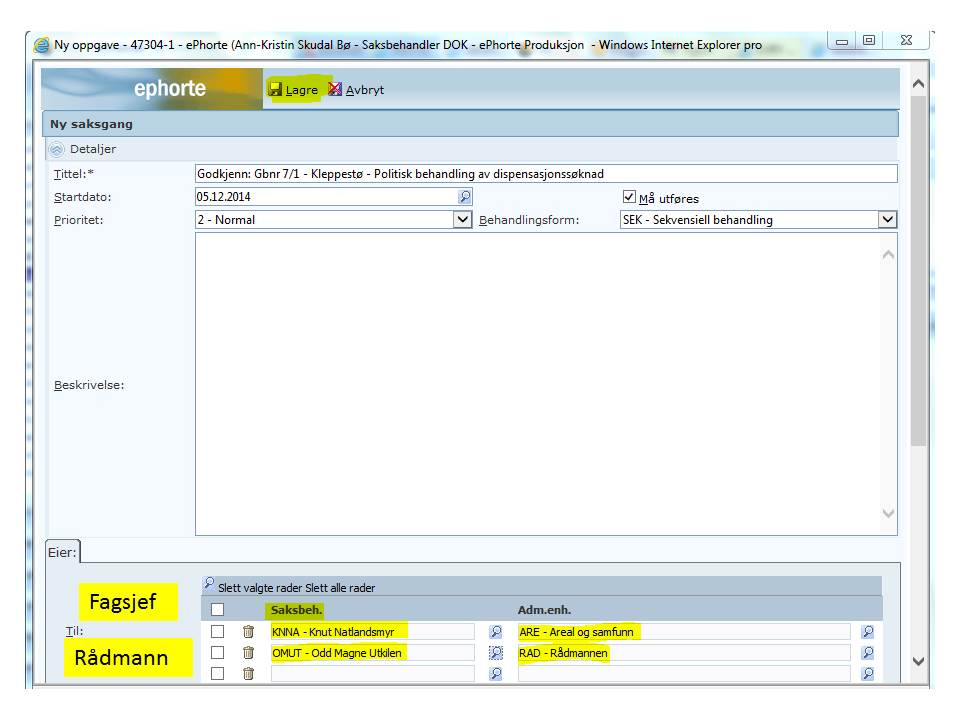 Ny oppgave - 47304-1 - ePhorte (Ann-Kristin Skudal Bø - Saksbehandler DOK - ePhorte Produksjon - Windows Internet Explorer pro
ephorte
Lagre Avbryt
Ny saksgang
Detaljer
Tittel:* Godkjenn: Gbnr 7/1 - Kleppestø - Politisk behandling av dispensasjonssøknad
Startdato: 05.12.2014 Må utføres
Prioritet: 2 - Normal Behandlingsform: SEK - Sekvensiell behandling
Beskrivelse:
Eier:
Slett valgte rader Slett alle rader
Fagsjef
Saksbeh. Adm.enh.
Til: KNNA - Knut Natlandsmyr ARE - Areal og samfunn
Rådmann OMUT - Odd Magne Utkilen RAD - Rådmannen